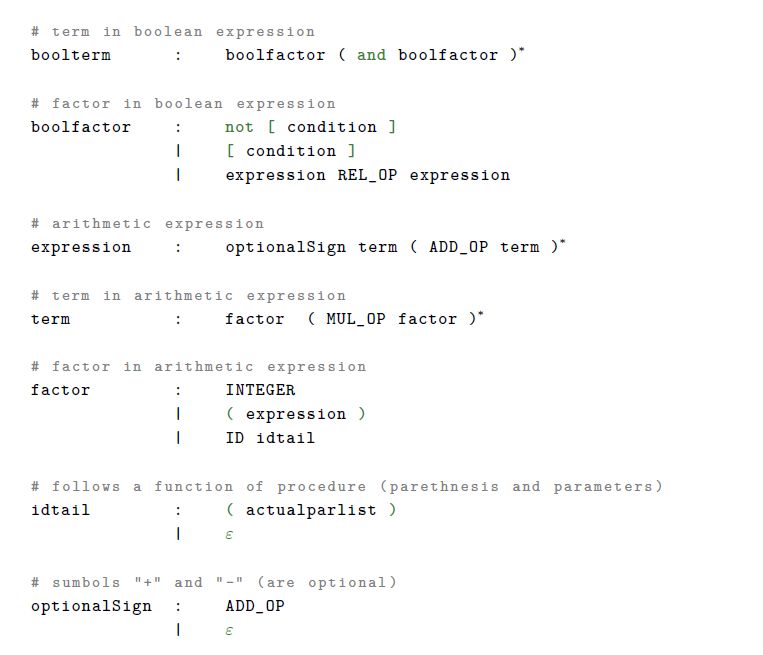 # term in boolean expression
boolterm : boolfactor ( and boolfactor )*
# factor in boolean expression
boolfactor : not [ condition ]
| [ condition ]
| expression REL_OP expression
# arithmetic expression
expression : optionalSign term ( ADD_OP term )*
# term in arithmetic expression
term : factor ( MUL_OP factor )*
# factor in arithmetic expression
factor : INTEGER
| ( expression )
| ID idtail
# follows a function of procedure (parethnesis and parameters)
idtail : ( actualparlist )
| ε
# sumbols "+" and "-" (are optional)
optionalSign : ADD_OP
| ε